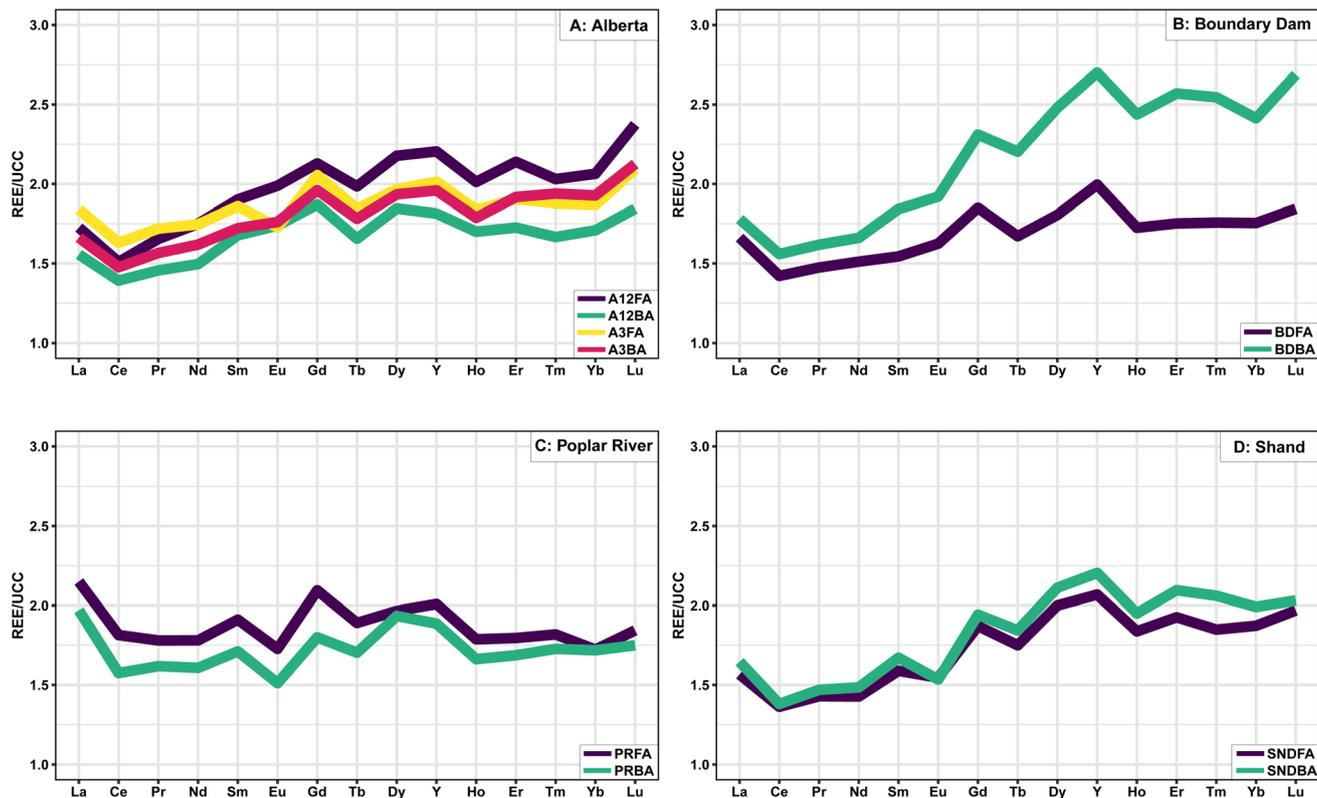 A: Alberta
REE/UCC
3.0
2.5
2.0
1.5
1.0
A12FA
A12BA
A3FA
A3BA
La Ce Pr Nd Sm Eu Gd Tb Dy Y Ho Er Tm Yb Lu
B: Boundary Dam
REE/UCC
3.0
2.5
2.0
1.5
1.0
BDFA
BDBA
La Ce Pr Nd Sm Eu Gd Tb Dy Y Ho Er Tm Yb Lu
C: Poplar River
REE/UCC
3.0
2.5
2.0
1.5
1.0
PRFA
PRBA
La Ce Pr Nd Sm Eu Gd Tb Dy Y Ho Er Tm Yb Lu
D: Shand
REE/UCC
3.0
2.5
2.0
1.5
1.0
SNDFA
SNDBA
La Ce Pr Nd Sm Eu Gd Tb Dy Y Ho Er Tm Yb Lu